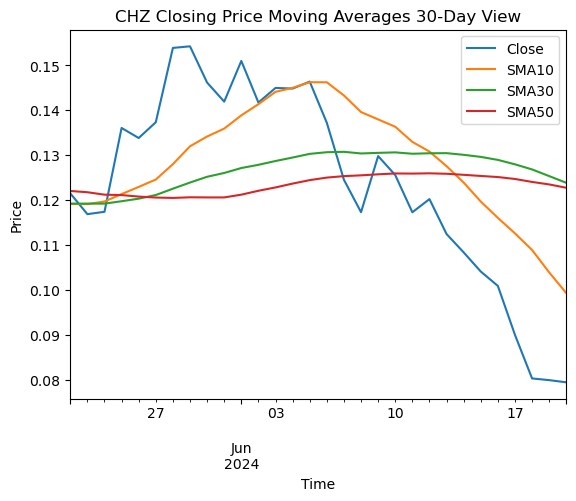 CHZ Closing Price Moving Averages 30-Day View
Close
SMA10
SMA30
SMA50
Price
0.15
0.14
0.13
0.12
0.11
0.10
0.09
0.08
27 03 10 17
Jun
2024
Time